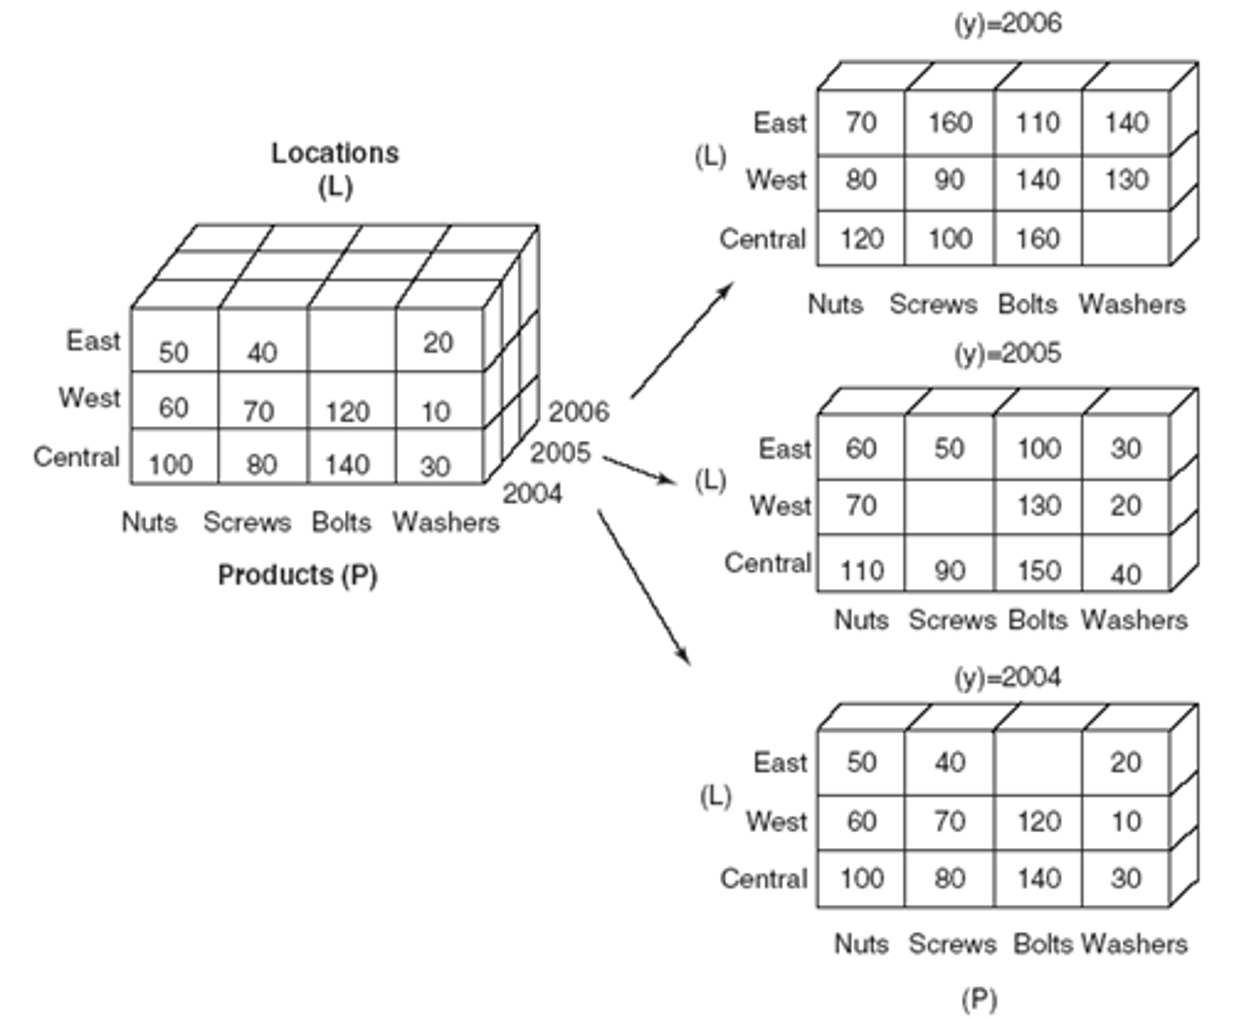 Locations
(L)
East 50 40 20
West 60 70 120 10
Central 100 80 140 30
2006
2005
2004
Nuts Screws Bolts Washers
Products (P)
(y)=2006
(L)
East 70 160 110 140
West 80 90 140 130
Central 120 100 160
Nuts Screws Bolts Washers
(y)=2005
(L)
East 60 50 100 30
West 70 130 20
Central 110 90 150 40
Nuts Screws Bolts Washers
(y)=2004
(L)
East 50 40 20
West 60 70 120 10
Central 100 80 140 30
Nuts Screws Bolts Washers
(P)